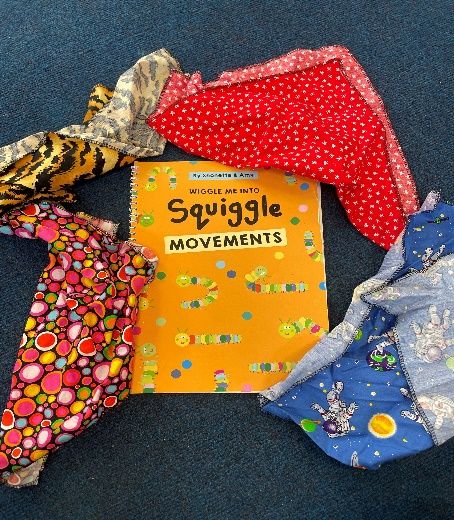 By Shonette & Amy
WIGGLE ME INTO
Squiggle
MOVEMENTS